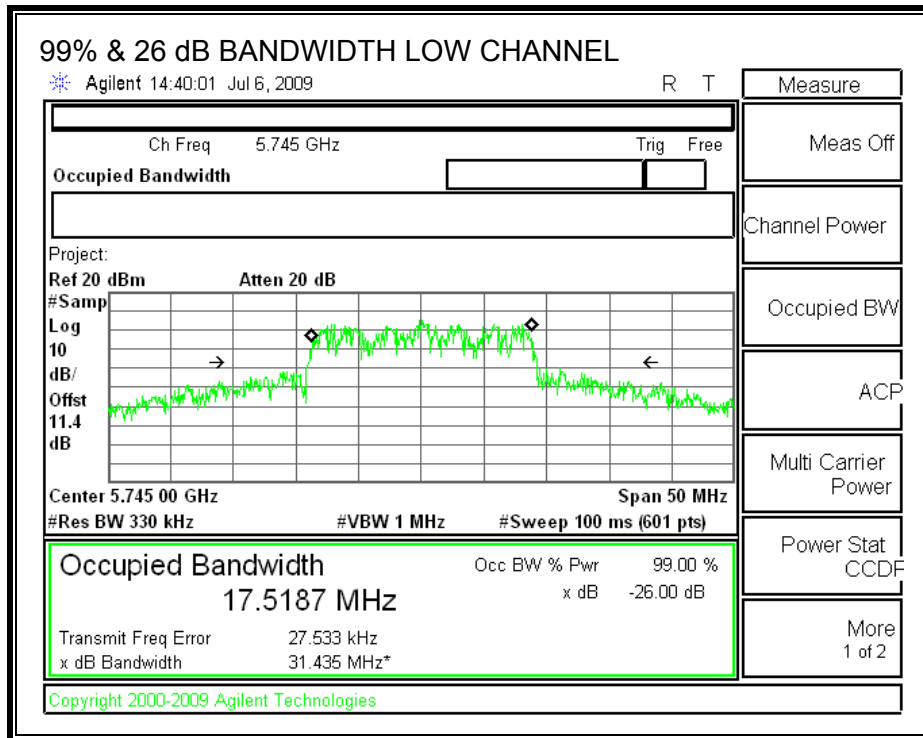 99% & 26 dB BANDWIDTH LOW CHANNEL
Agilent 14:40:01 Jul 6, 2009 R T
Measure
Ch Freq 5.745 GHz Trig Free
Occupied Bandwidth
Meas Off
Channel Power
Project:
Ref 20 dBm Atten 20 dB
#Samp
Log
10
dB/
Offst
11.4
dB
Occupied BW
ACP
Center 5.745 00 GHz Span 50 MHz
#Res BW 330 kHz #VBW 1 MHz #Sweep 100 ms (601 pts)
Multi Carrier
Power
Occupied Bandwidth
17.5187 MHz
Occ BW % Pwr 99.00 %
x dB -26.00 dB
Transmit Freq Error 27.533 kHz
x dB Bandwidth 31.435 MHz*
Power Stat
CCDF
More
1 of 2
Copyright 2000-2009 Agilent Technologies